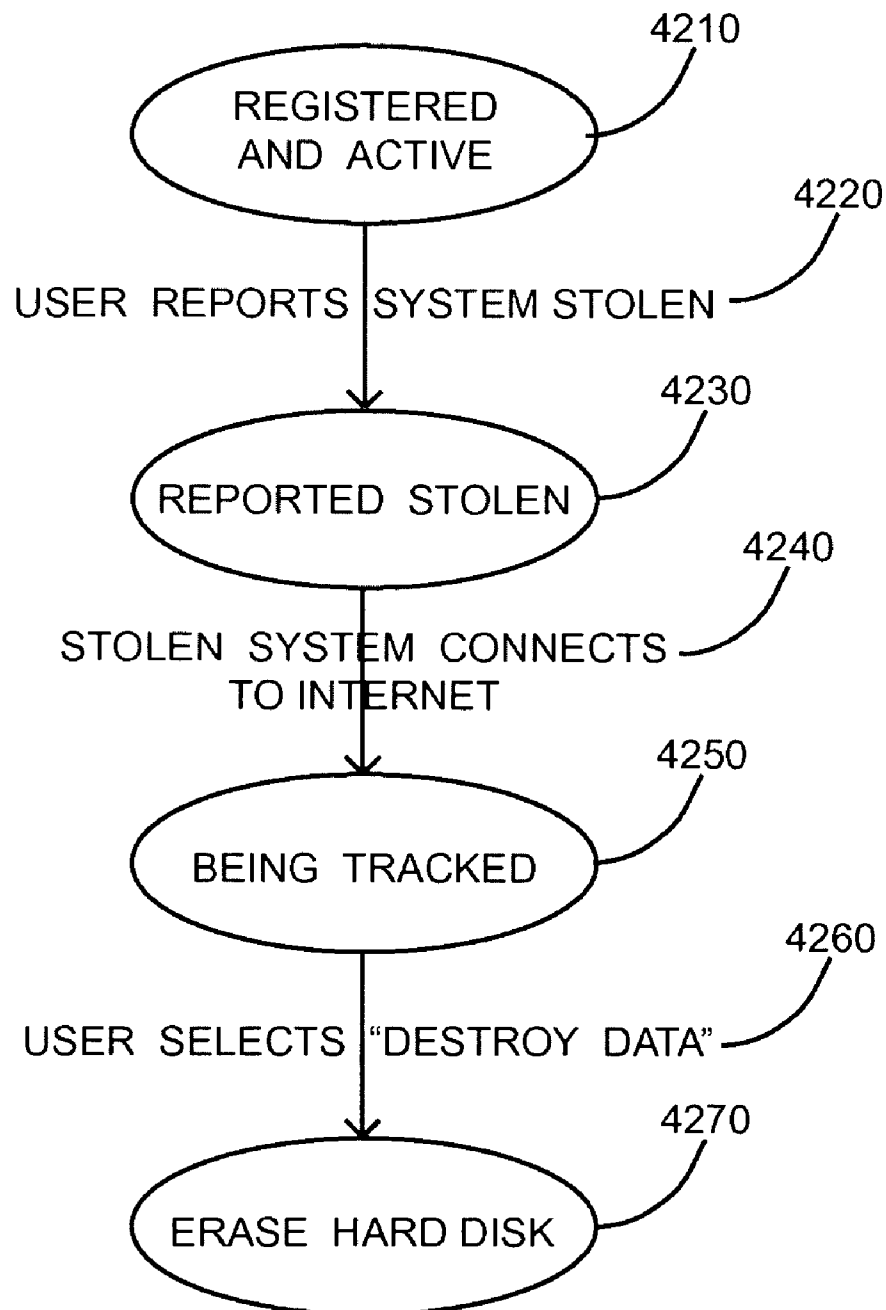 4210
REGISTERED
AND ACTIVE
4220
USER REPORTS SYSTEM STOLEN
4230
REPORTED STOLEN
4240
STOLEN SYSTEM CONNECTS
TO INTERNET
4250
BEING TRACKED
4260
USER SELECTS “DESTROY DATA”
4270
ERASE HARD DISK